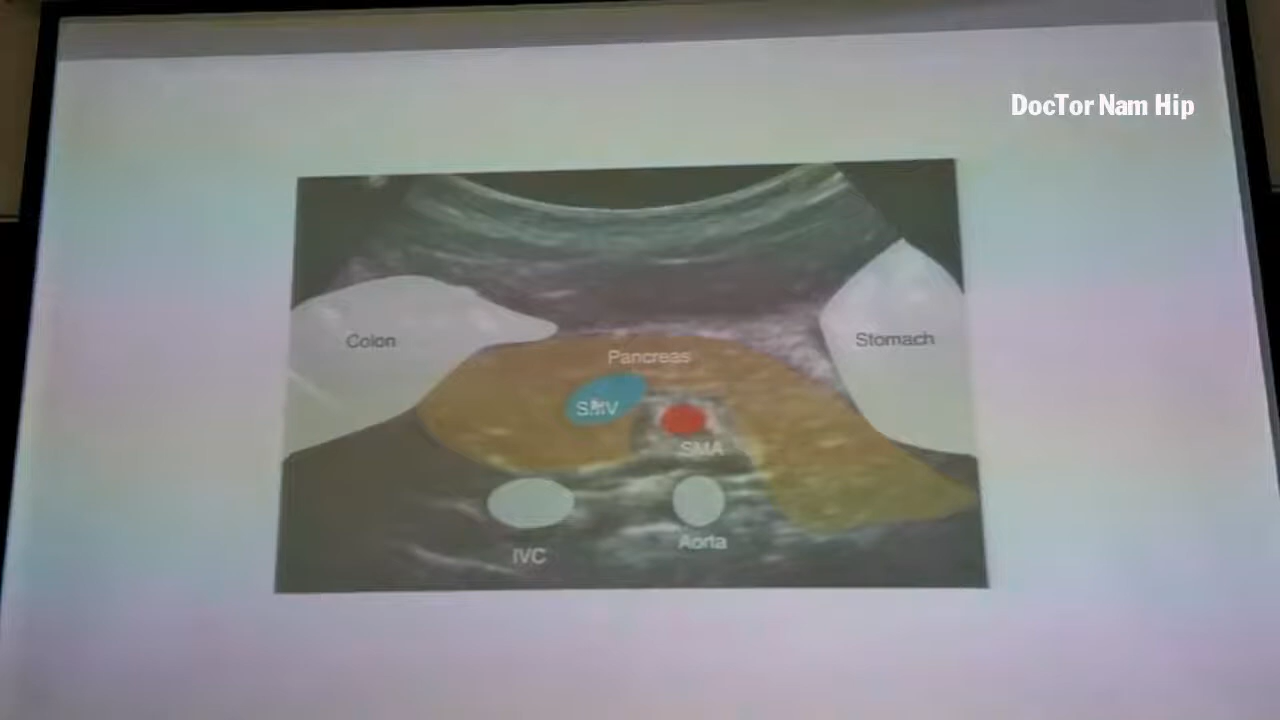 DocTor Nam Hip
Colon
Stomach
Pancreas
SMV
SMA
Aorta
IVC